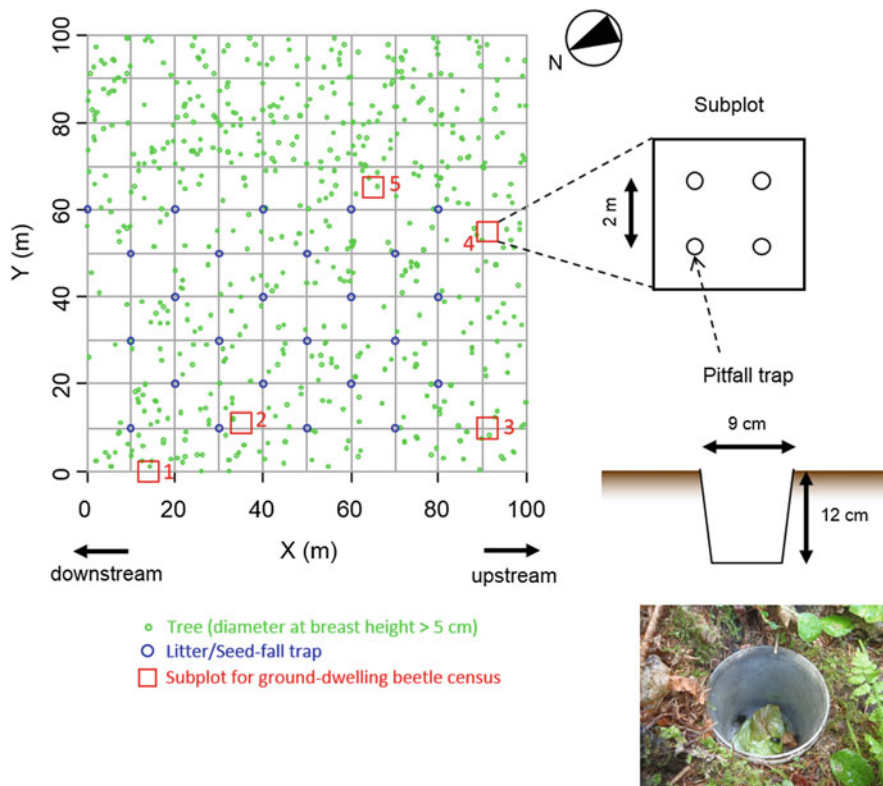 100
80
60
40
20
0
Y (m)
0 20 40 60 80 100
X (m)
downstream
upstream
1
2
3
4
5
N
Subplot
2 m
Pitfall trap
9 cm
12 cm
Tree (diameter at breast height > 5 cm)
Litter/Seed-fall trap
Subplot for ground-dwelling beetle census